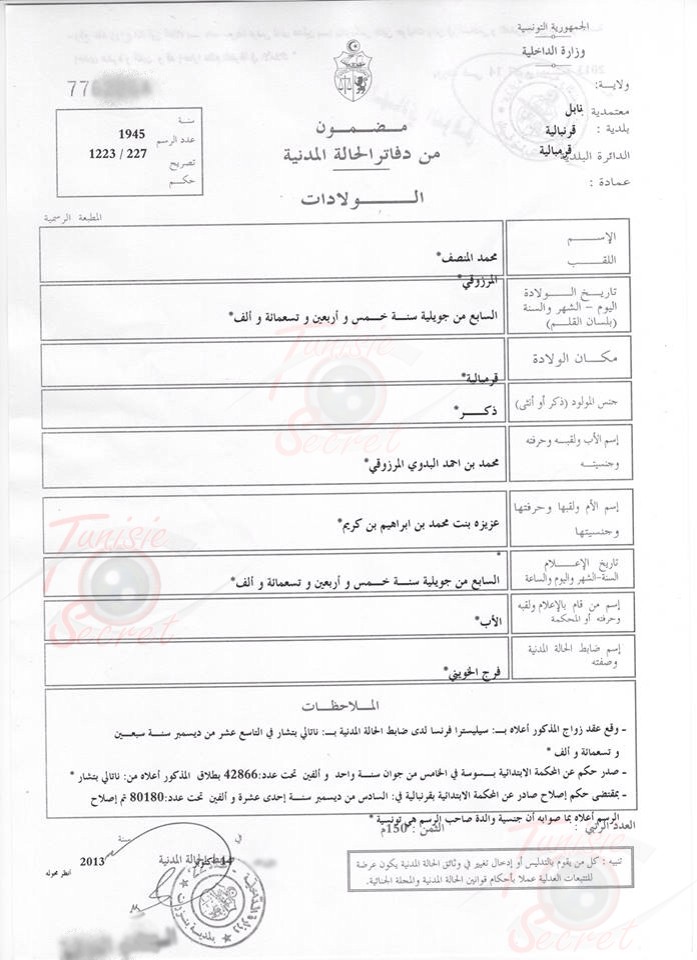 الجمهورية التونسية
وزارة الداخلية
ولاية:
معتمدية نابل
بلدية: قرنبالية
الدائرة البلدية قرمبالية
عمادة:
77
مضمون
من دفاتر الحالة المدنية
الولادات
سنة 1945
عدد الرسم 1223 / 227
تصريح
حكم
المطبعة الرسمية
الإسم محمد المنصف*
اللقب المرزوقي*
تاريخ الولادة
اليوم - الشهر والسنة
(بلسان القلم) السابع من جويلية سنة خمس و أربعين و تسعمائة و ألف*
مكان الولادة قرمبالية*
جنس المولود (ذكر أو أنثى) ذكر*
إسم الأب ولقبه وحرفته
وجنسيته محمد بن احمد البدوي المرزوقي*
إسم الأم ولقبها وحرفتها
وجنسيتها عزيزه بنت محمد بن ابراهيم بن كريم*
*
تاريخ الإعلام
السنة-الشهر واليوم والساعة السابع من جويلية سنة خمس و أربعين و تسعمائة و ألف*
إسم من قام بالإعلام ولقبه
وحرفته أو المحكمة الأب*
إسم ضابط الحالة المدنية
وصفته فرج الخويني*
الملاحظات
ـ وقع عقد زواج المذكور أعلاه بـ: سيليسترا فرنسا لدى ضابط الحالة المدنية بـ: ناتالي بتشار في التاسع عشر من ديسمبر سنة سبعين
و تسعمائة و ألف *
ـ صدر حكم عن المحكمة الابتدائية بسوسة في الخامس من جوان سنة واحد و ألفين تحت عدد:42866 بطلاق المذكور أعلاه من: ناتالي بتشار *
ـ بمقتضى حكم إصلاح صادر عن المحكمة الابتدائية بقرنبالية في: السادس من ديسمبر سنة إحدى عشرة و ألفين تحت عدد:80180 تم إصلاح
الرسم أعلاه بما صوابه أن جنسية والدة صاحب الرسم هي تونسية *
العدد الرتبي : الثمن : 150م
تنبيه : كل من يقوم بالتدليس أو إدخال تغيير في وثائق الحالة المدنية يكون عرضة
للتتبعات العدلية عملا بأحكام قوانين الحالة المدنية والمجلة الجنائية.
في سنة
2013
ضابط الحالة المدنية
انظر محوله
Tunisie
Secret
Tunisie
Secret
Tunisie
Secret